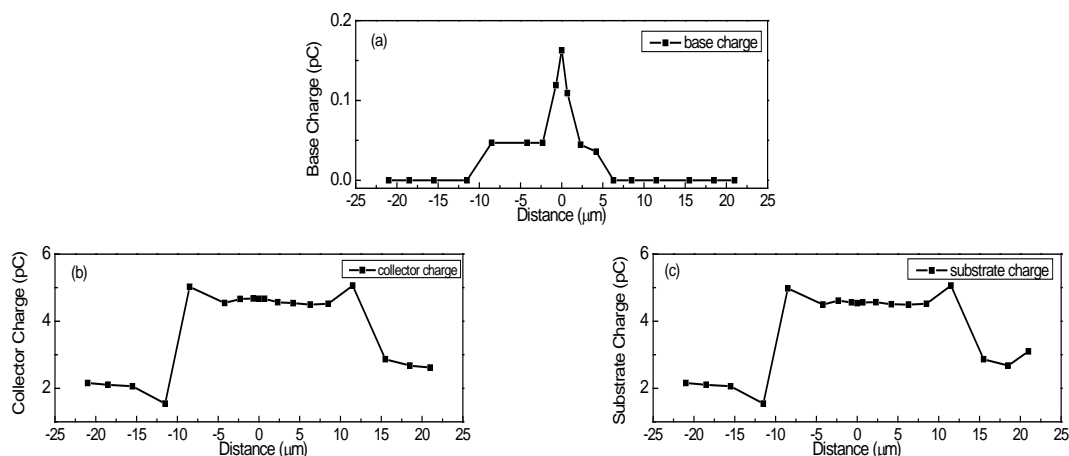 (a)
base charge
Base Charge (pC)
0.2
0.1
0.0
-25 -20 -15 -10 -5 0 5 10 15 20 25
Distance (μm)
(b)
collector charge
Collector Charge (pC)
6
4
2
-25 -20 -15 -10 -5 0 5 10 15 20 25
Distance (μm)
(c)
substrate charge
Substrate Charge (pC)
6
4
2
-25 -20 -15 -10 -5 0 5 10 15 20 25
Distance (μm)